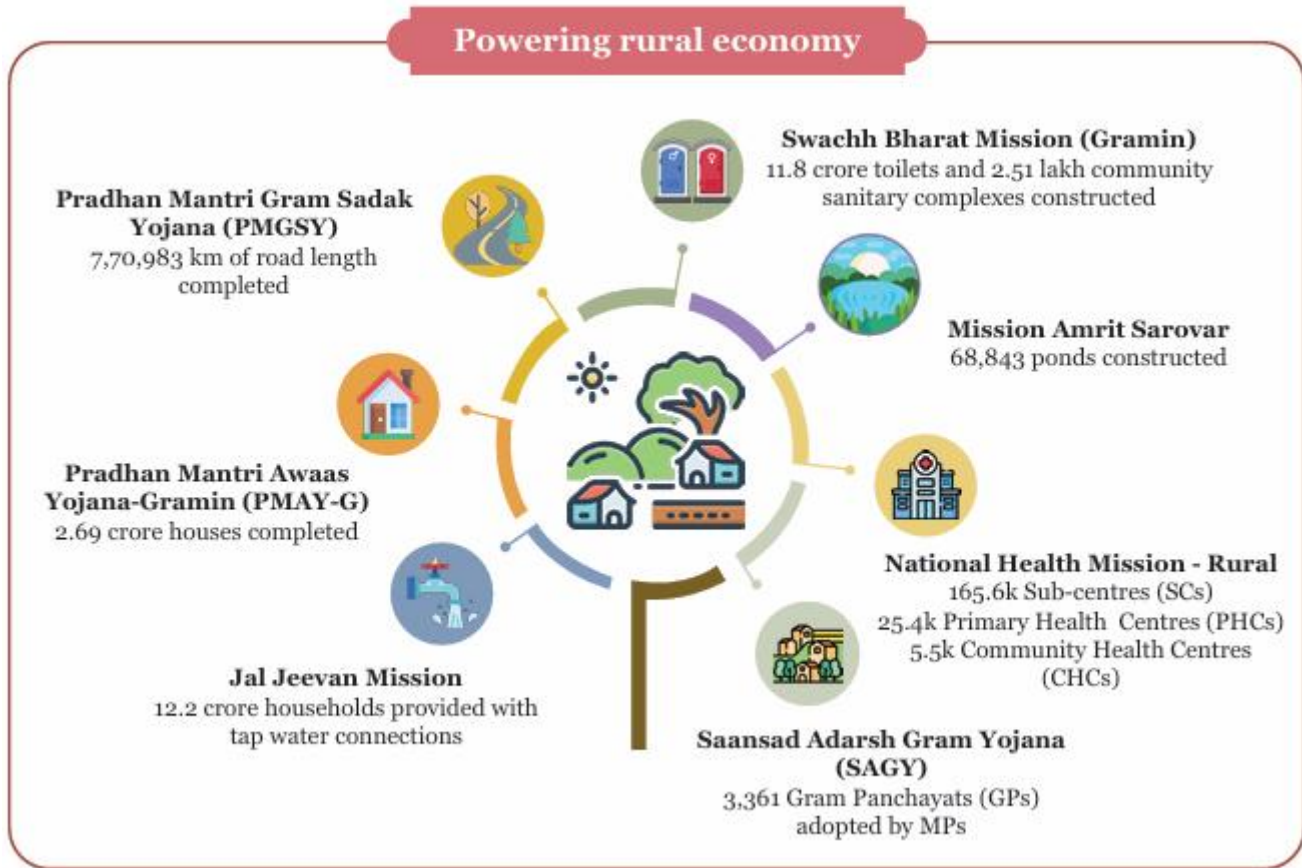 Powering rural economy
Swachh Bharat Mission (Gramin)
11.8 crore toilets and 2.51 lakh community
sanitary complexes constructed
Pradhan Mantri Gram Sadak
Yojana (PMGSY)
7,70,983 km of road length
completed
Mission Amrit Sarovar
68,843 ponds constructed
Pradhan Mantri Awaas
Yojana-Gramin (PMAY-G)
2.69 crore houses completed
National Health Mission - Rural
165.6k Sub-centres (SCs)
25.4k Primary Health Centres (PHCs)
5.5k Community Health Centres
(CHCs)
Jal Jeevan Mission
12.2 crore households provided with
tap water connections
Saansad Adarsh Gram Yojana
(SAGY)
3,361 Gram Panchayats (GPs)
adopted by MPs